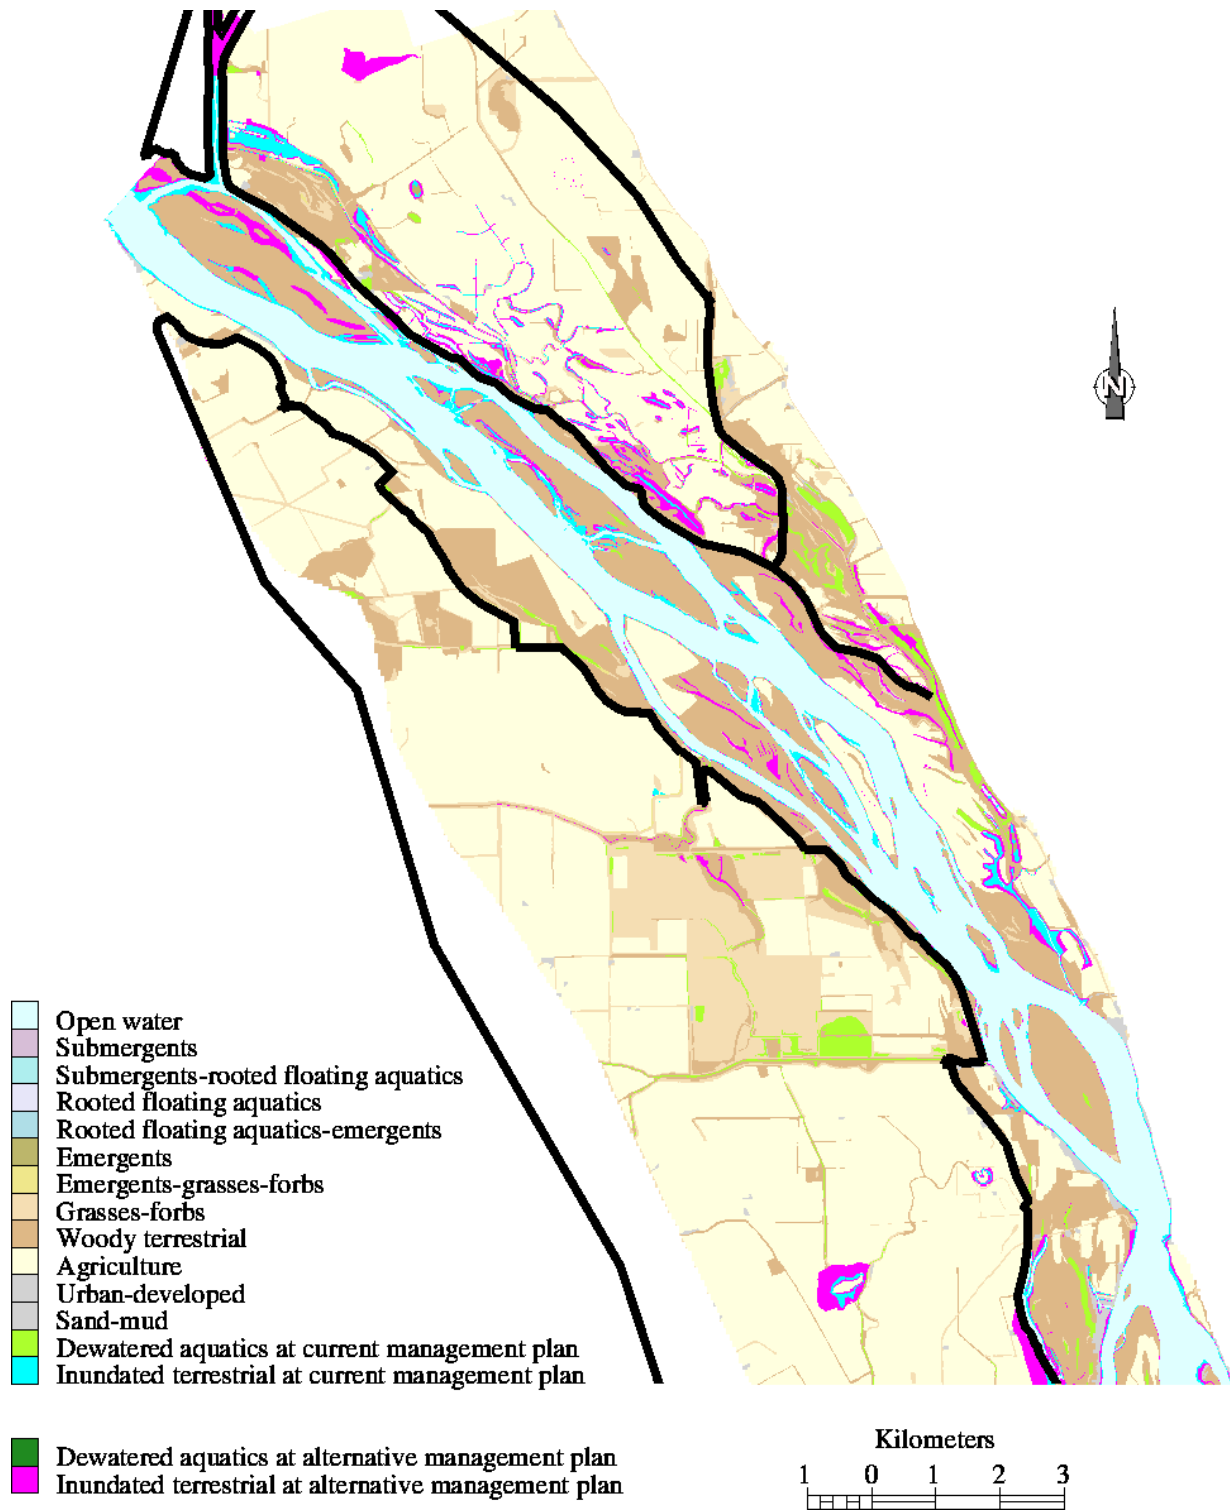 N
Open water
Submergents
Submergents-rooted floating aquatics
Rooted floating aquatics
Rooted floating aquatics-emergents
Emergents
Emergents-grasses-forbs
Grasses-forbs
Woody terrestrial
Agriculture
Urban-developed
Sand-mud
Dewatered aquatics at current management plan
Inundated terrestrial at current management plan
Dewatered aquatics at alternative management plan
Inundated terrestrial at alternative management plan
Kilometers
1 0 1 2 3